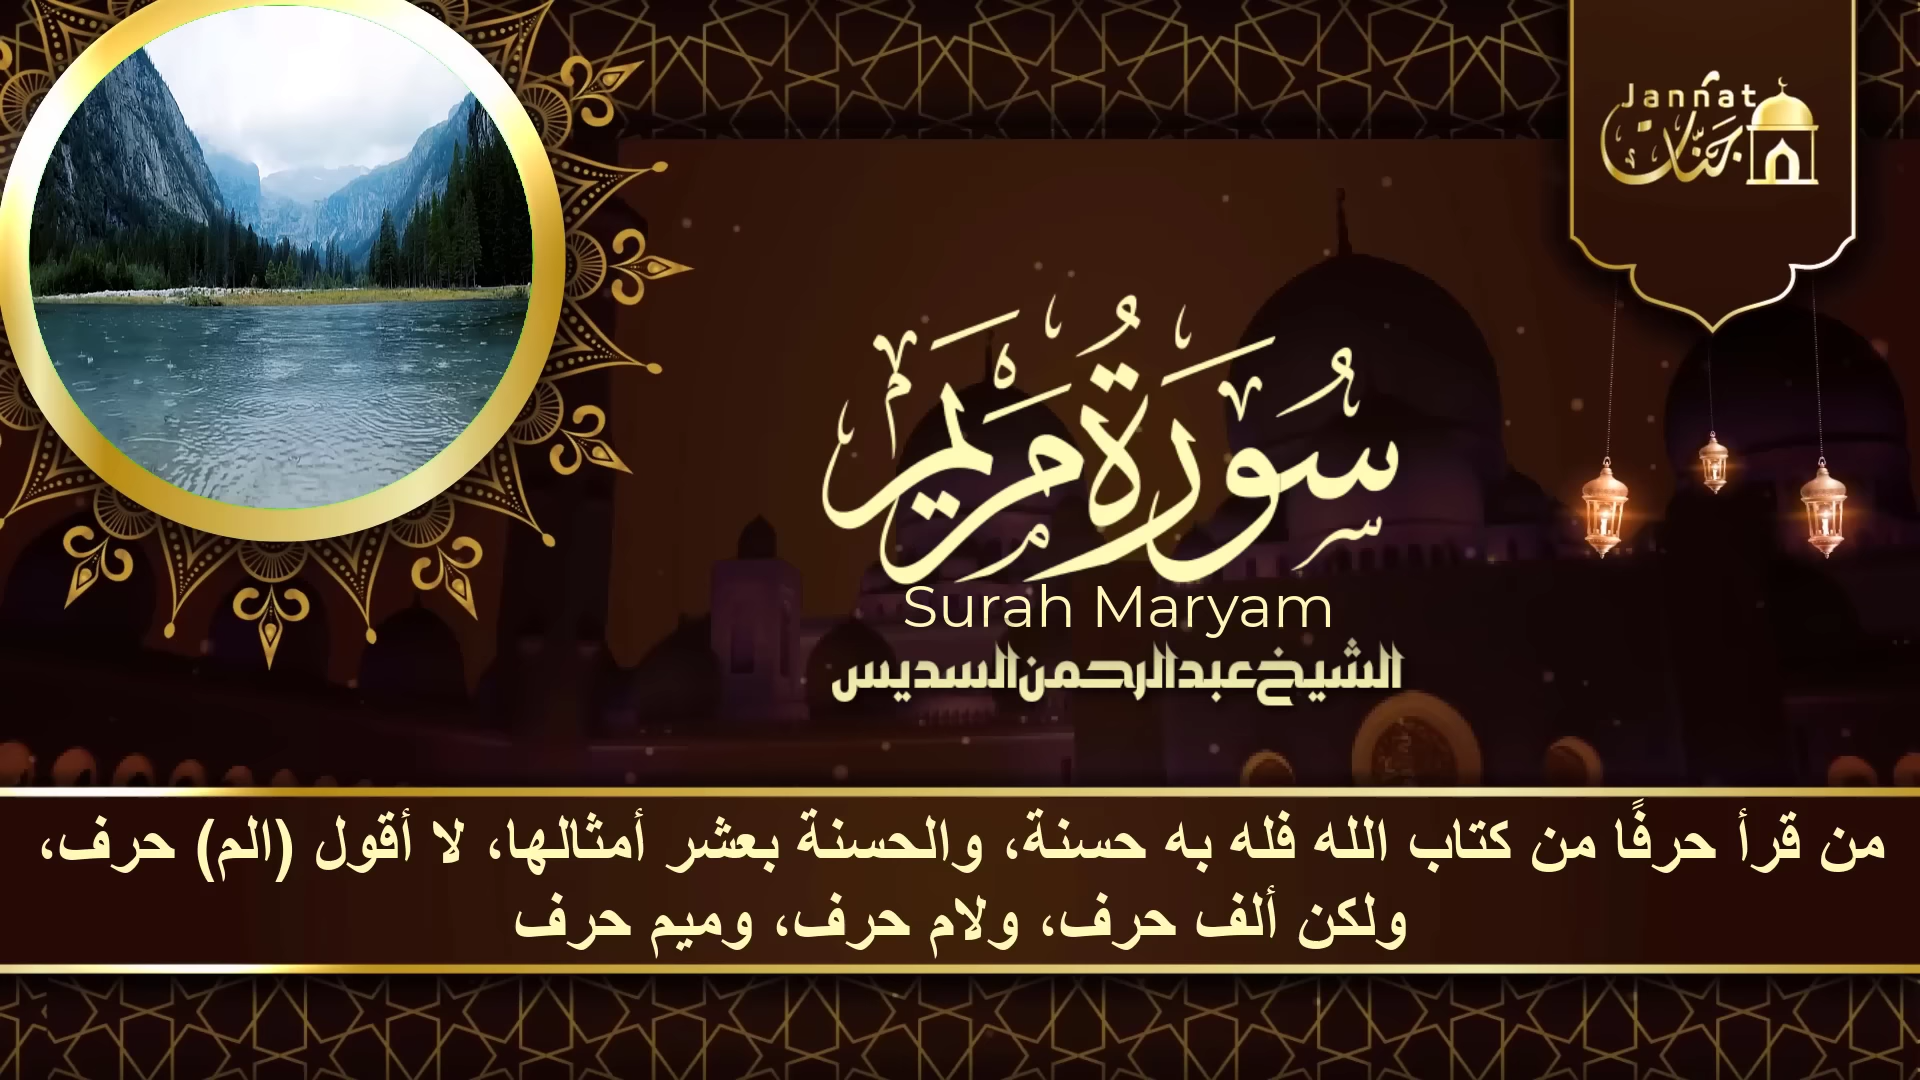 Jannat
جَنَّات
سُورَةُ مَرْيَم
Surah Maryam
الشيخ عبدالرحمن السديس
من قرأ حرفًا من كتاب الله فله به حسنة، والحسنة بعشر أمثالها، لا أقول (الم) حرف،
ولكن ألف حرف، ولام حرف، وميم حرف